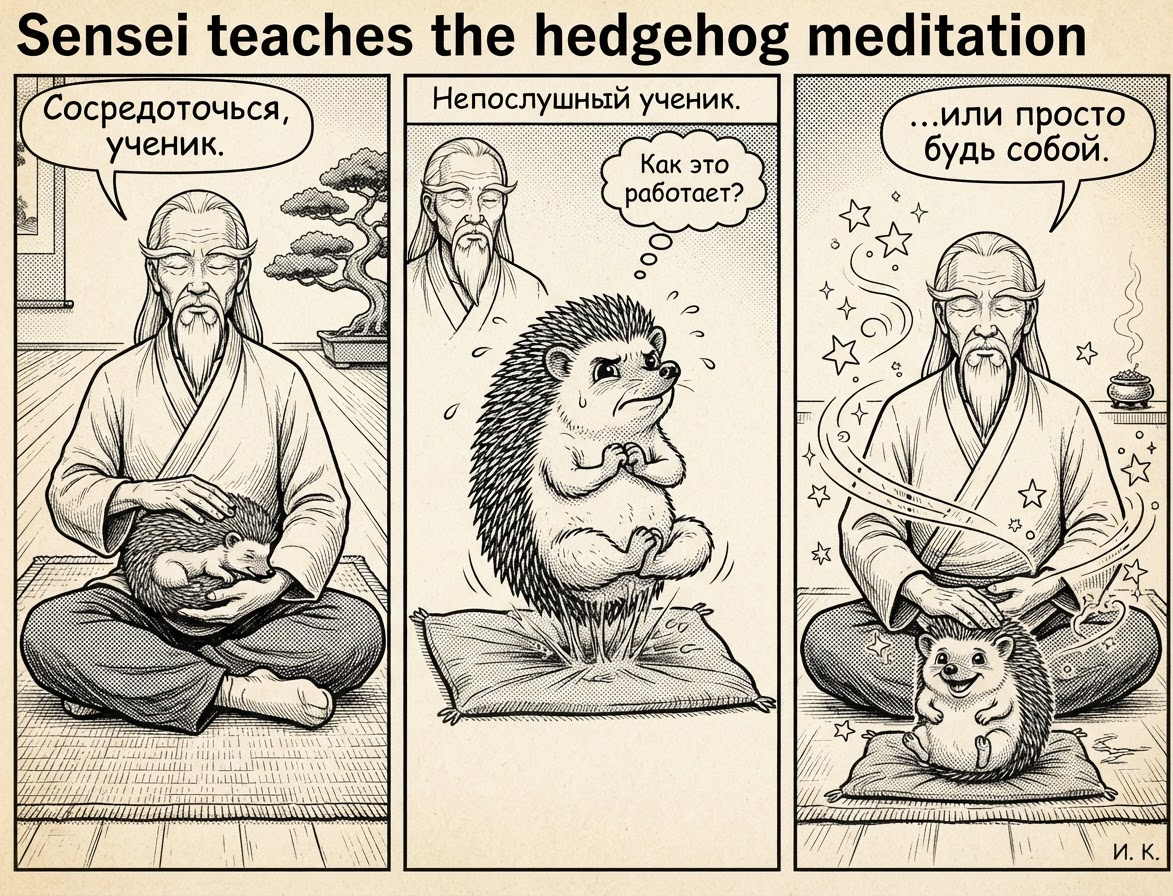 Sensei teaches the hedgehog meditation
Сосредоточься,
ученик.
Непослушный ученик.
Как это
работает?
...или просто
будь собой.
И. К.